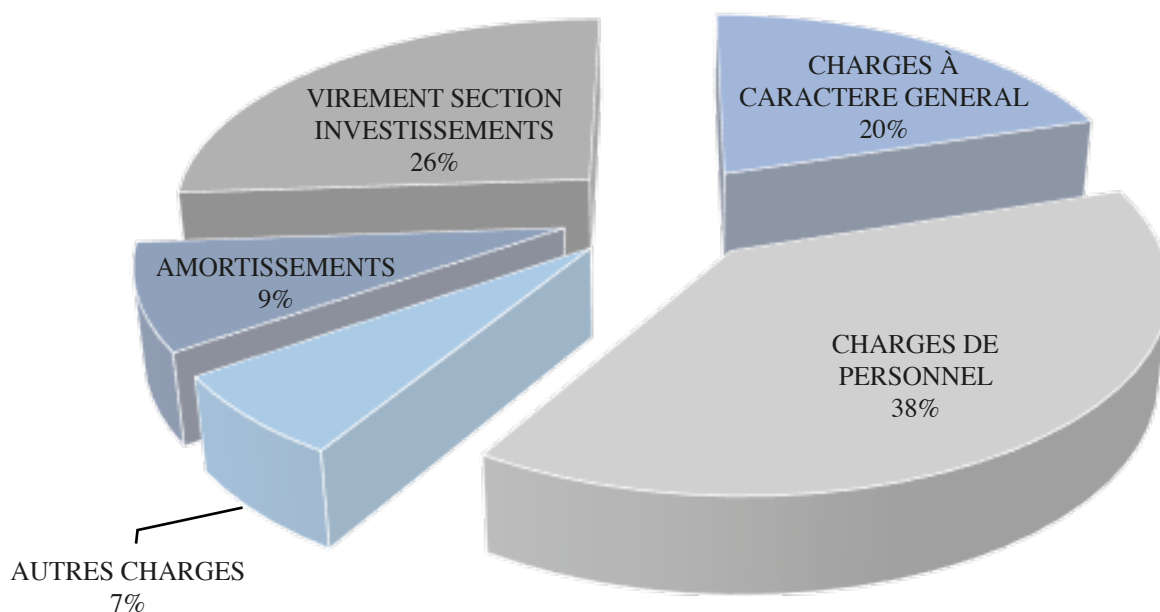 CHARGES À
CARACTERE GENERAL
20%
VIREMENT SECTION
INVESTISSEMENTS
26%
AMORTISSEMENTS
9%
CHARGES DE
PERSONNEL
38%
AUTRES CHARGES
7%